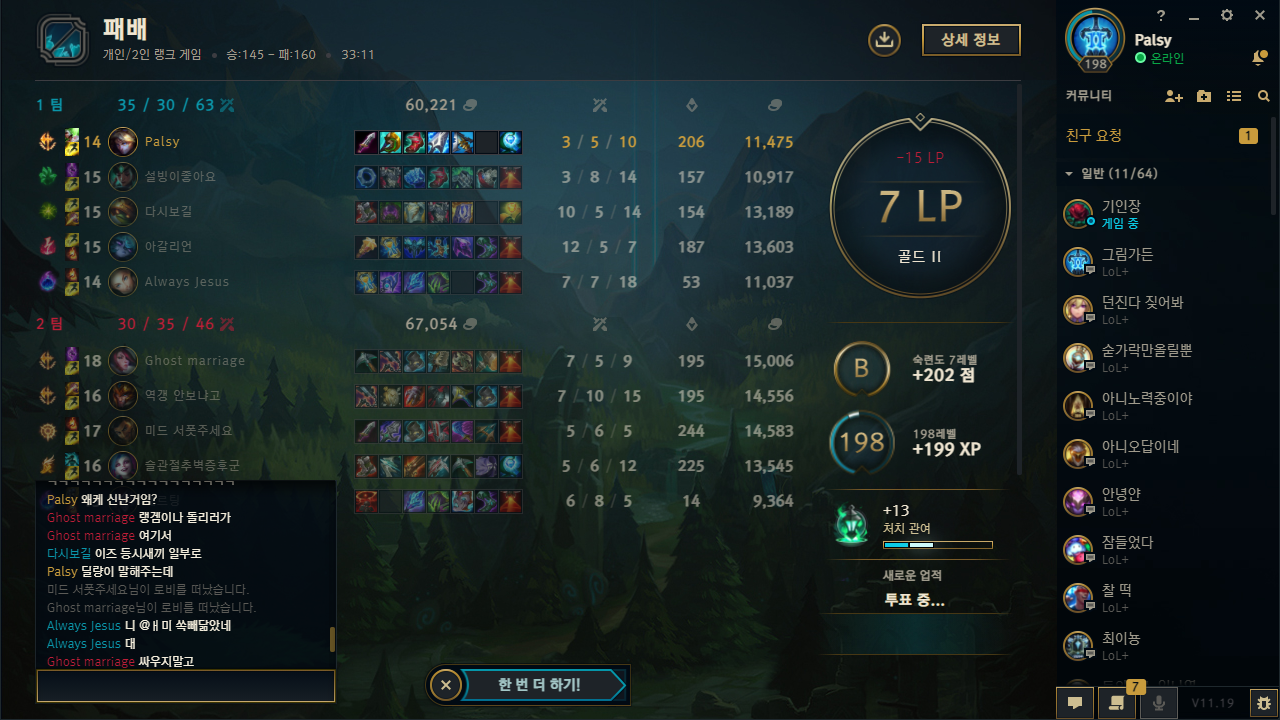 패배
개인/2인 랭크 게임 • 승:145 - 패:160 • 33:11
상세 정보
1 팀 35 / 30 / 63 60,221
14 Palsy 3 / 5 / 10 206 11,475
15 설빙이좋아요 3 / 8 / 14 157 10,917
15 다시보길 10 / 5 / 14 154 13,189
15 아갈리언 12 / 5 / 7 187 13,603
14 Always Jesus 7 / 7 / 18 53 11,037
2 팀 30 / 35 / 46 67,054
18 Ghost marriage 7 / 5 / 9 195 15,006
16 역갱 안보냐고 7 / 10 / 15 195 14,556
17 미드 서폿주세요 5 / 6 / 5 244 14,583
16 슬관절추벽증후군 5 / 6 / 12 225 13,545
6 / 8 / 5 14 9,364
Palsy 왜케 신난거임?
Ghost marriage 랭겜이나 돌리러가
Ghost marriage 여기서
다시보길 이즈 등시새끼 일부로
Palsy 딜량이 말해주는데
미드 서폿주세요님이 로비를 떠났습니다.
Ghost marriage님이 로비를 떠났습니다.
Always Jesus 니 @ㅐ미 쏙빼닮았네
Always Jesus 대
Ghost marriage 싸우지말고
한 번 더 하기!
-15 LP
7 LP
골드 II
B
숙련도 7레벨
+202 점
198
198레벨
+199 XP
+13
처치 관여
새로운 업적
투표 중...
198
Palsy
온라인
?
커뮤니티
친구 요청 1
일반 (11/64)
기인장
게임 중
그림가든
LoL+
던진다 짖어봐
LoL+
숟가락만올릴뿐
LoL+
아니노력중이야
LoL+
아니오답이네
LoL+
안녕얀
LoL+
잠들었다
LoL+
찰 떡
LoL+
최이뇽
LoL+
7
V11.19